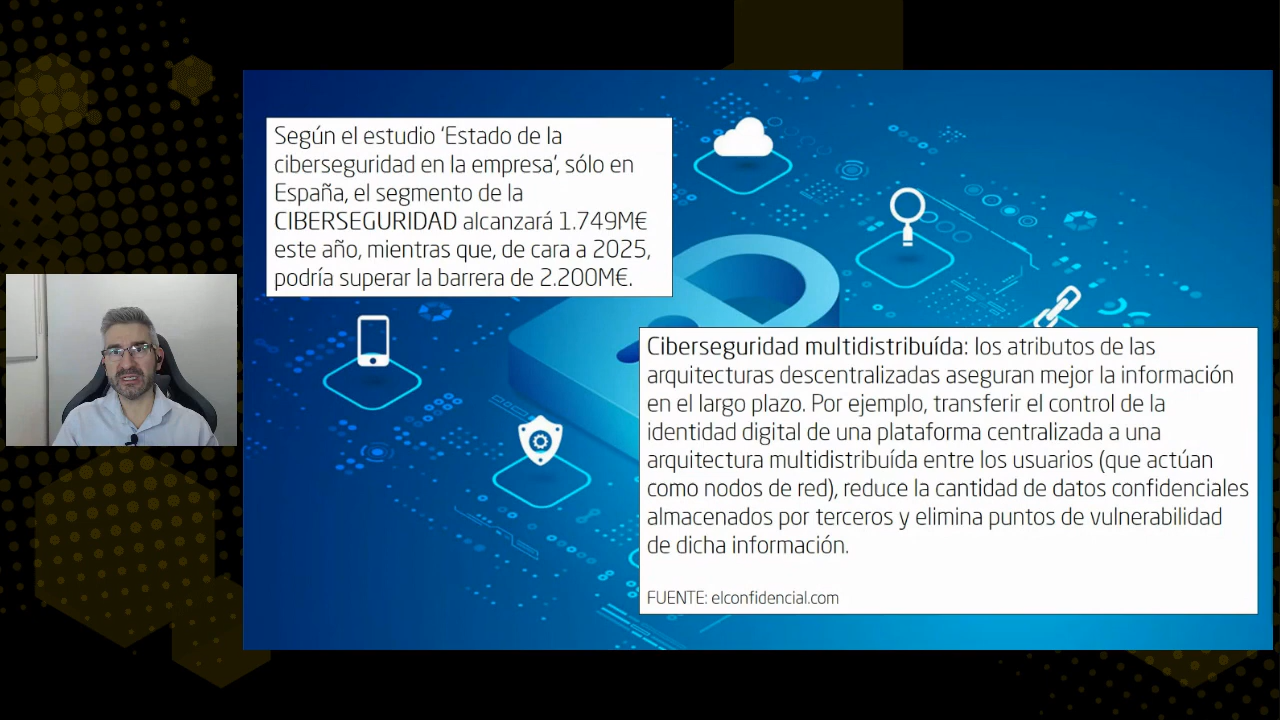 Según el estudio ‘Estado de la
ciberseguridad en la empresa’, sólo en
España, el segmento de la
CIBERSEGURIDAD alcanzará 1.749M€
este año, mientras que, de cara a 2025,
podría superar la barrera de 2.200M€.
Ciberseguridad multidistribuída: los atributos de las
arquitecturas descentralizadas aseguran mejor la información
en el largo plazo. Por ejemplo, transferir el control de la
identidad digital de una plataforma centralizada a una
arquitectura multidistribuída entre los usuarios (que actúan
como nodos de red), reduce la cantidad de datos confidenciales
almacenados por terceros y elimina puntos de vulnerabilidad
de dicha información.
FUENTE: elconfidencial.com